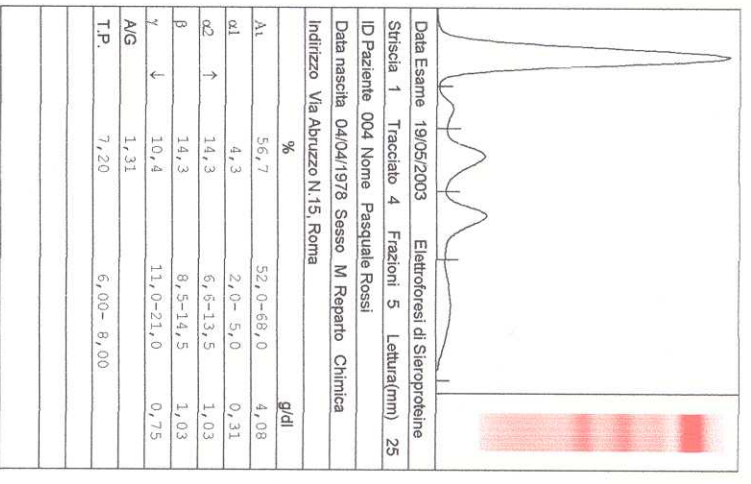 Data Esame 19/05/2003 Elettroforesi di Sieroproteine
Striscia 1 Tracciato 4 Frazioni 5 Lettura(mm) 25
ID Paziente 004 Nome Pasquale Rossi
Data nascita 04/04/1978 Sesso M Reparto Chimica
Indirizzo Via Abruzzo N.15, Roma
% g/dl
Al 56,7 52,0-68,0 4,08
α1 4,3 2,0- 5,0 0,31
α2 ↑ 14,3 6,6-13,5 1,03
β 14,3 8,5-14,5 1,03
γ ↓ 10,4 11,0-21,0 0,75
A/G 1,31
T.P. 7,20 6,00- 8,00